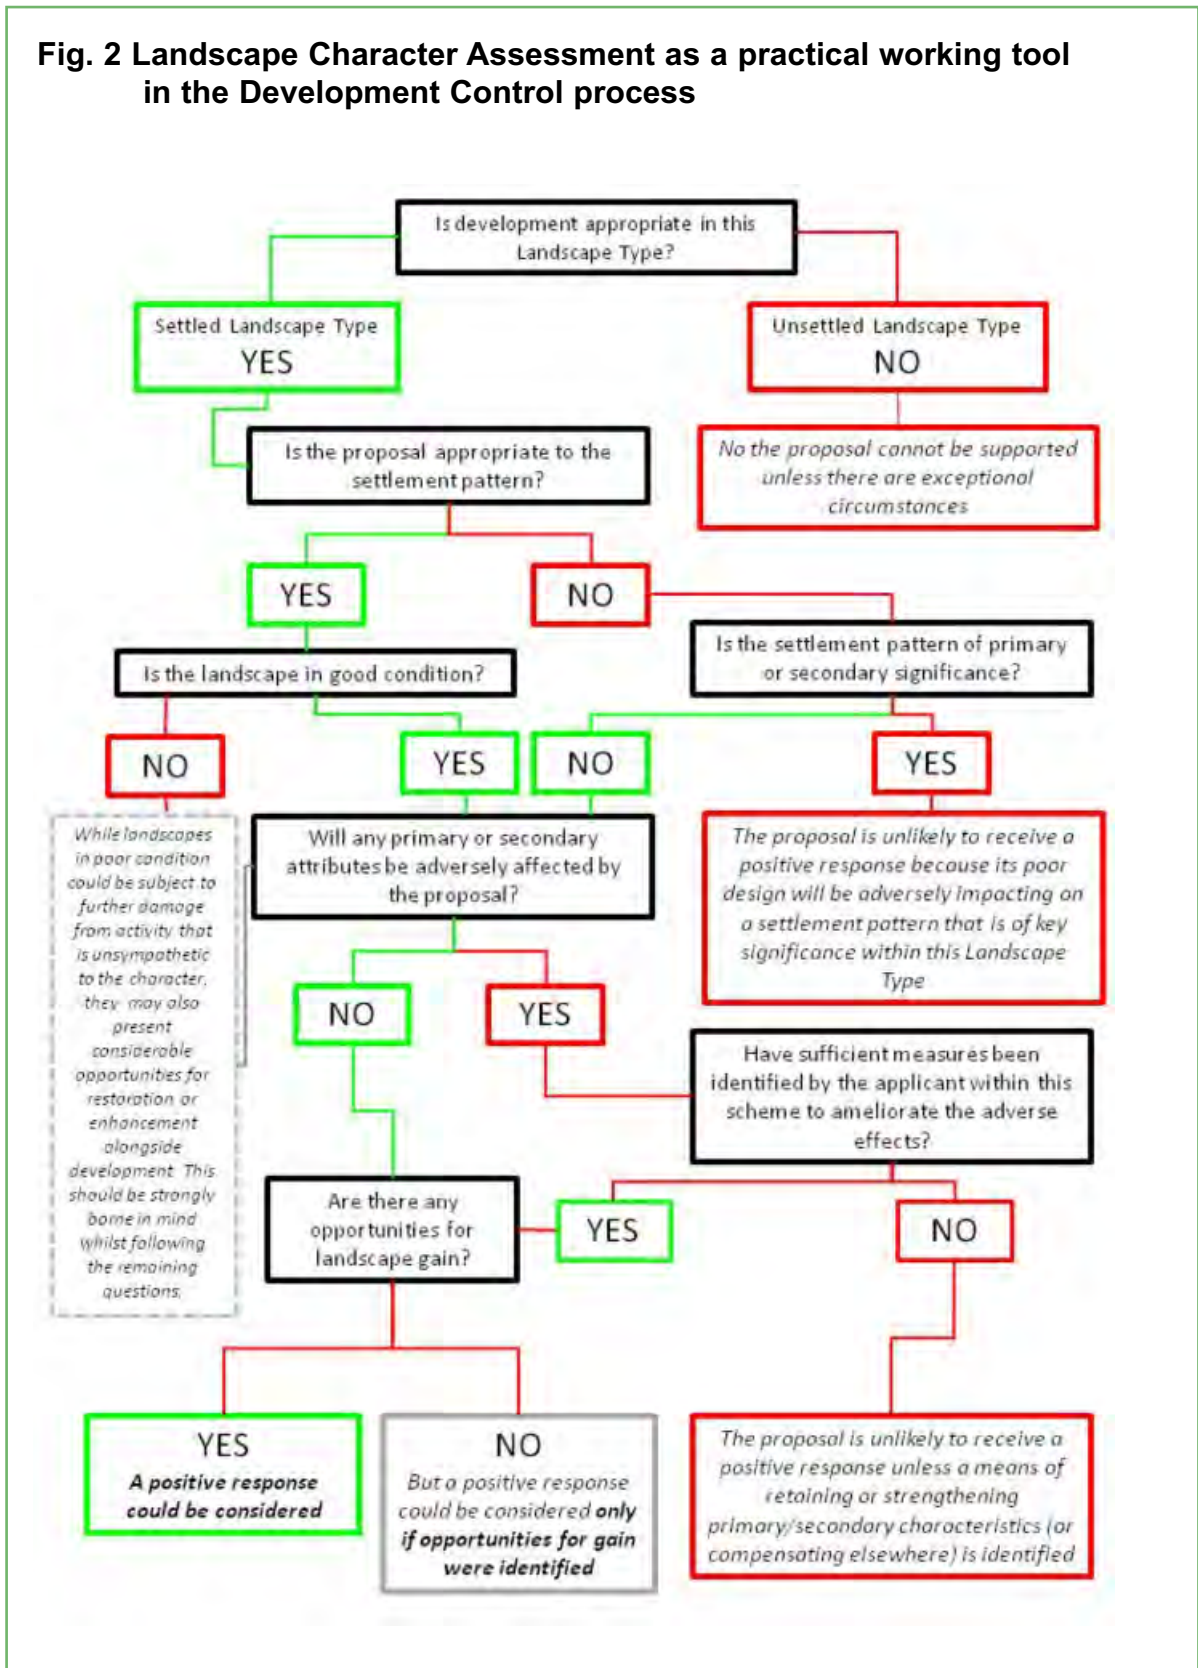 Fig. 2 Landscape Character Assessment as a practical working tool
in the Development Control process
Is development appropriate in this
Landscape Type?
Settled Landscape Type
YES
Unsettled Landscape Type
NO
Is the proposal appropriate to the
settlement pattern?
No the proposal cannot be supported
unless there are exceptional
circumstances
YES
NO
Is the settlement pattern of primary
or secondary significance?
Is the landscape in good condition?
NO
YES
NO
YES
While landscapes
in poor condition
could be subject to
further damage
from activity that
is unsympathetic
to the character,
they may also
present
considerable
opportunities for
restoration or
enhancement
alongside
development. This
should be strongly
borne in mind
whilst following
the remaining
questions.
Will any primary or secondary
attributes be adversely affected by
the proposal?
The proposal is unlikely to receive a
positive response because its poor
design will be adversely impacting on
a settlement pattern that is of key
significance within this Landscape
Type
NO
YES
Have sufficient measures been
identified by the applicant within this
scheme to ameliorate the adverse
effects?
Are there any
opportunities for
landscape gain?
YES
NO
YES
A positive response
could be considered
NO
But a positive response
could be considered only
if opportunities for gain
were identified
The proposal is unlikely to receive a
positive response unless a means of
retaining or strengthening
primary/secondary characteristics (or
compensating elsewhere) is identified